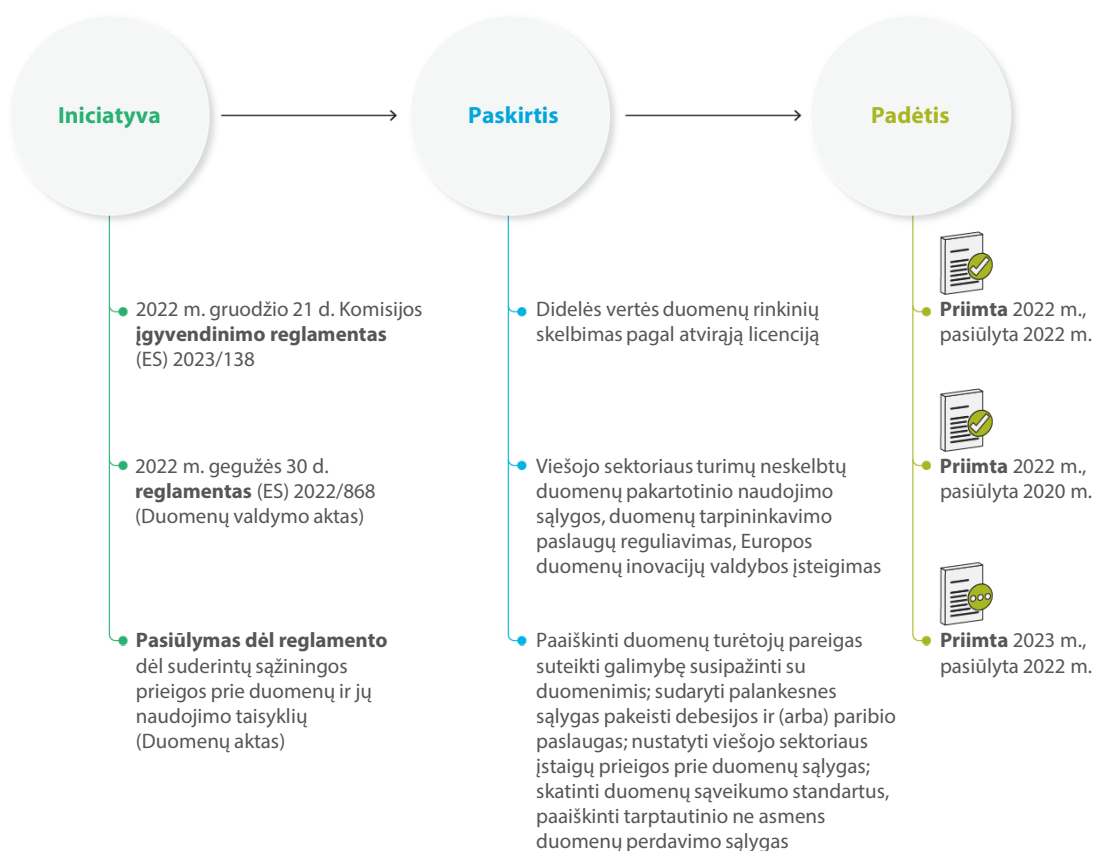 Iniciatyva
Paskirtis
Padėtis
2022 m. gruodžio 21 d. Komisijos
įgyvendinimo reglamentas
(ES) 2023/138
Didelės vertės duomenų rinkinių
skelbimas pagal atvirąją licenciją
Priimta 2022 m.,
pasiūlyta 2022 m.
2022 m. gegužės 30 d.
reglamentas (ES) 2022/868
(Duomenų valdymo aktas)
Viešojo sektoriaus turimų neskelbtų
duomenų pakartotinio naudojimo
sąlygos, duomenų tarpininkavimo
paslaugų reguliavimas, Europos
duomenų inovacijų valdybos įsteigimas
Priimta 2022 m.,
pasiūlyta 2020 m.
Pasiūlymas dėl reglamento
dėl suderintų sąžiningos
prieigos prie duomenų ir jų
naudojimo taisyklių
(Duomenų aktas)
Paaiškinti duomenų turėtojų pareigas
suteikti galimybę susipažinti su
duomenimis; sudaryti palankesnes
sąlygas pakeisti debesijos ir (arba) paribio
paslaugas; nustatyti viešojo sektoriaus
įstaigų prieigos prie duomenų sąlygas;
skatinti duomenų sąveikumo standartus,
paaiškinti tarptautinio ne asmens
duomenų perdavimo sąlygas
Priimta 2023 m.,
pasiūlyta 2022 m.